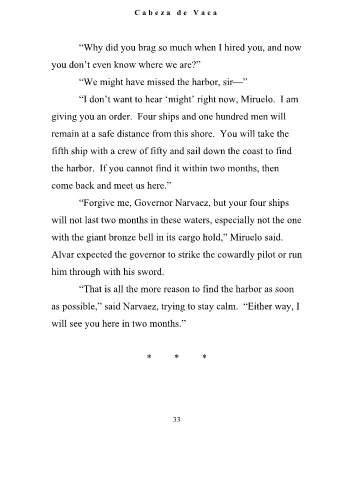 Cabeza de Vaca
“Why did you brag so much when I hired you, and now
you don’t even know where we are?”
“We might have missed the harbor, sir—”
“I don’t want to hear ‘might’ right now, Miruelo.  I am
giving you an order.  Four ships and one hundred men will
remain at a safe distance from this shore.  You will take the
fifth ship with a crew of fifty and sail down the coast to find
the harbor.  If you cannot find it within two months, then
come back and meet us here.”
“Forgive me, Governor Narvaez, but your four ships
will not last two months in these waters, especially not the one
with the giant bronze bell in its cargo hold,” Miruelo said.
Alvar expected the governor to strike the cowardly pilot or run
him through with his sword.
“That is all the more reason to find the harbor as soon
as possible,” said Narvaez, trying to stay calm.  “Either way, I
will see you here in two months.”
* * *
33